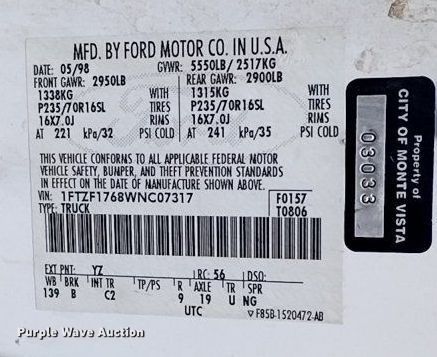 MFD. BY FORD MOTOR CO. IN U.S.A.
DATE: 05/98 GVWR: 5550LB/ 2517KG
FRONT GAWR: 2950LB REAR GAWR: 2900LB
1338KG WITH 1315KG WITH
P235/70R16SL TIRES P235/70R16SL TIRES
16X7.0J RIMS 16X7.0J RIMS
AT 221 kPa/32 PSI COLD AT 241 kPa/35 PSI COLD
THIS VEHICLE CONFORMS TO ALL APPLICABLE FEDERAL MOTOR
VEHICLE SAFETY, BUMPER, AND THEFT PREVENTION STANDARDS
IN EFFECT ON THE DATE OF MANUFACTURE SHOWN ABOVE.
VIN: 1FTZF1768WNC07317 F0157
TYPE: TRUCK T0806
EXT PNT: YZ RC: 56 DSO:
WB BRK INT TR TP/PS R AXLE TR SPR
139 B C2 9 19 U NG
UTC
F85B-1520472-AB
Property of
CITY OF MONTE VISTA
03033
Purple Wave Auction